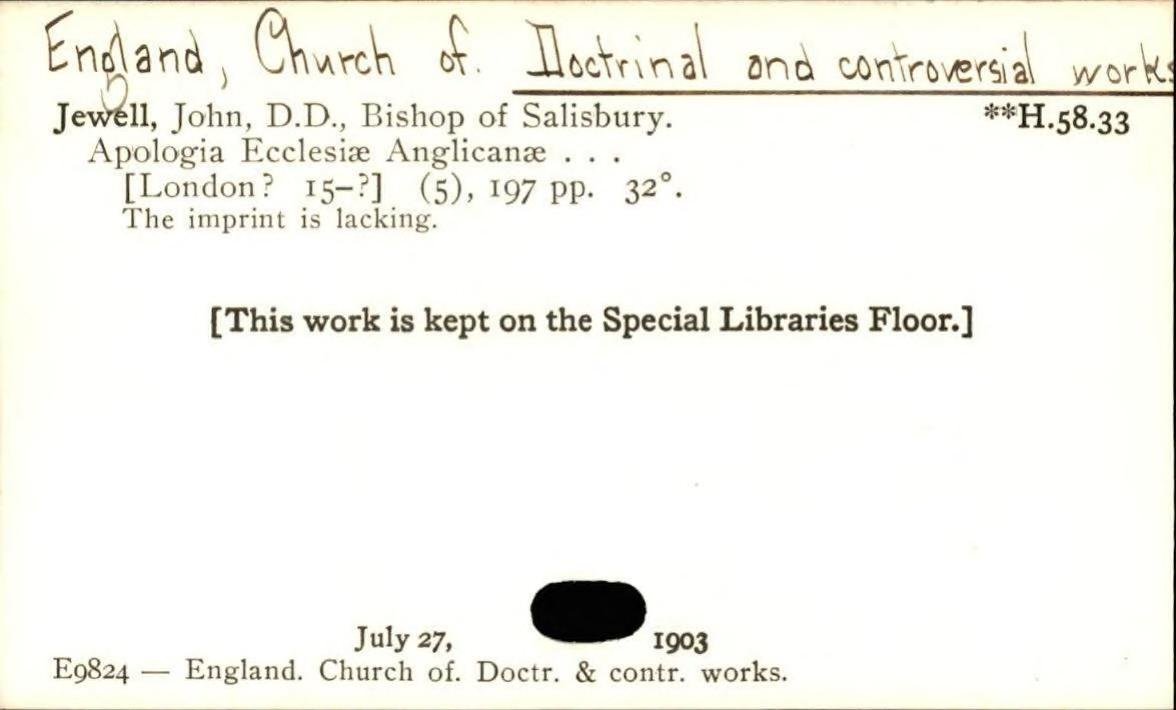 England, Church of. Doctrinal and controversial works
Jewell, John, D.D., Bishop of Salisbury. **H.58.33
Apologia Ecclesiæ Anglicanæ . . .
[London? 15–?] (5), 197 pp. 32°.
The imprint is lacking.
[This work is kept on the Special Libraries Floor.]
July 27, 1903
E9824 — England. Church of. Doctr. & contr. works.